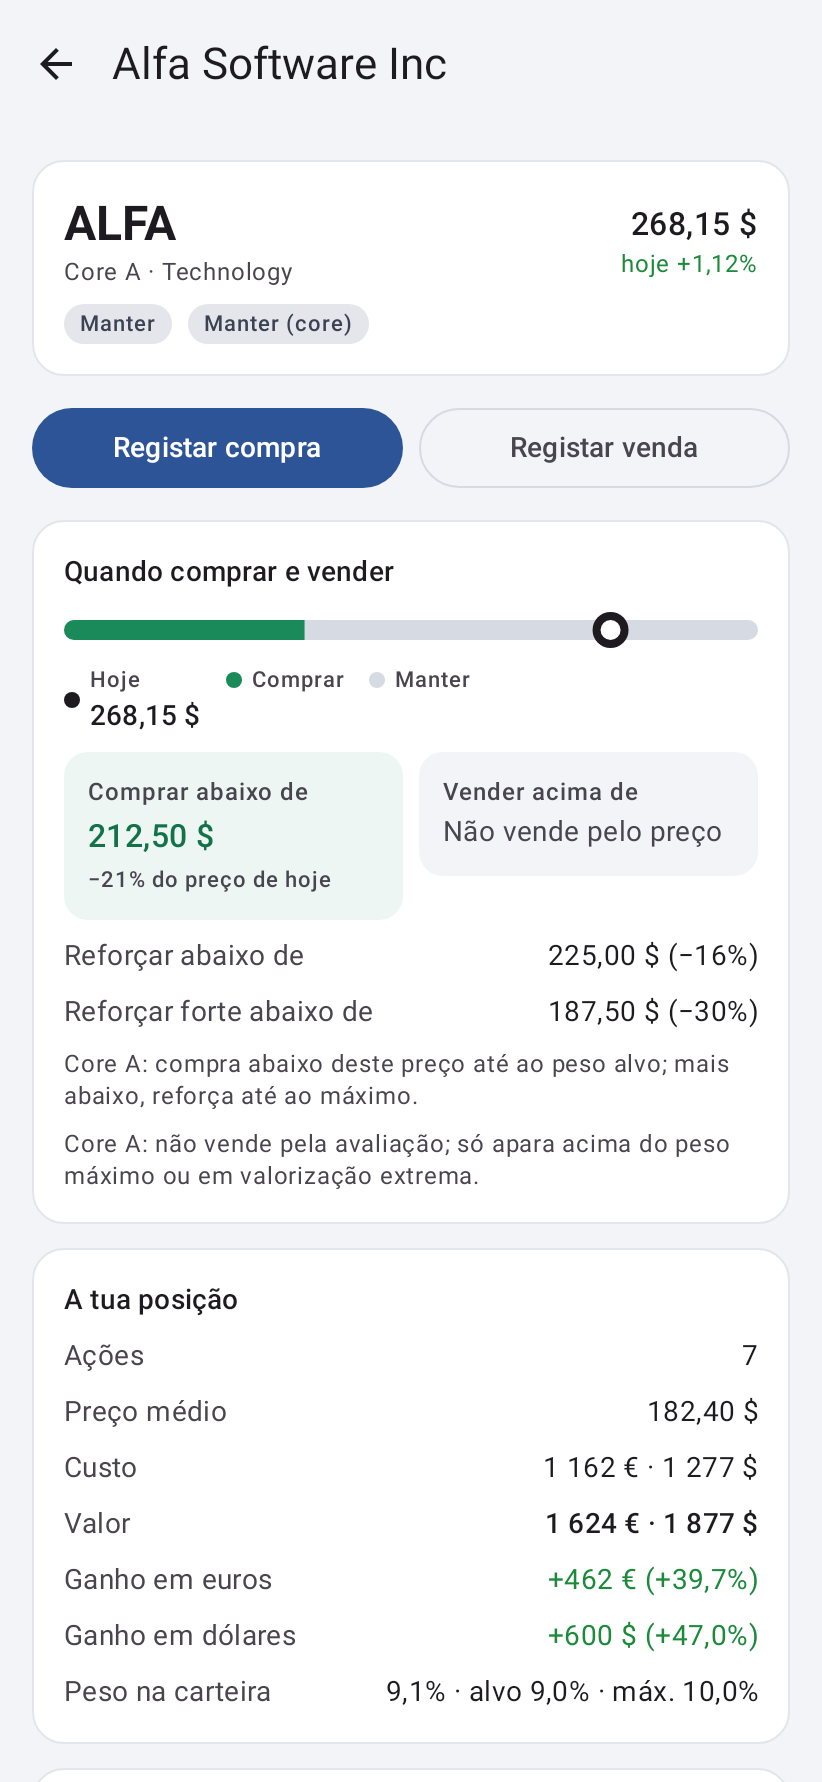 Alfa Software Inc
ALFA
268,15 $
Core A · Technology
hoje +1,12%
Manter
Manter (core)
Registar compra
Registar venda
Quando comprar e vender
Hoje
268,15 $
Comprar
Manter
Comprar abaixo de
212,50 $
−21% do preço de hoje
Vender acima de
Não vende pelo preço
Reforçar abaixo de
225,00 $ (−16%)
Reforçar forte abaixo de
187,50 $ (−30%)
Core A: compra abaixo deste preço até ao peso alvo; mais
abaixo, reforça até ao máximo.
Core A: não vende pela avaliação; só apara acima do peso
máximo ou em valorização extrema.
A tua posição
Ações
7
Preço médio
182,40 $
Custo
1 162 € · 1 277 $
Valor
1 624 € · 1 877 $
Ganho em euros
+462 € (+39,7%)
Ganho em dólares
+600 $ (+47,0%)
Peso na carteira
9,1% · alvo 9,0% · máx. 10,0%